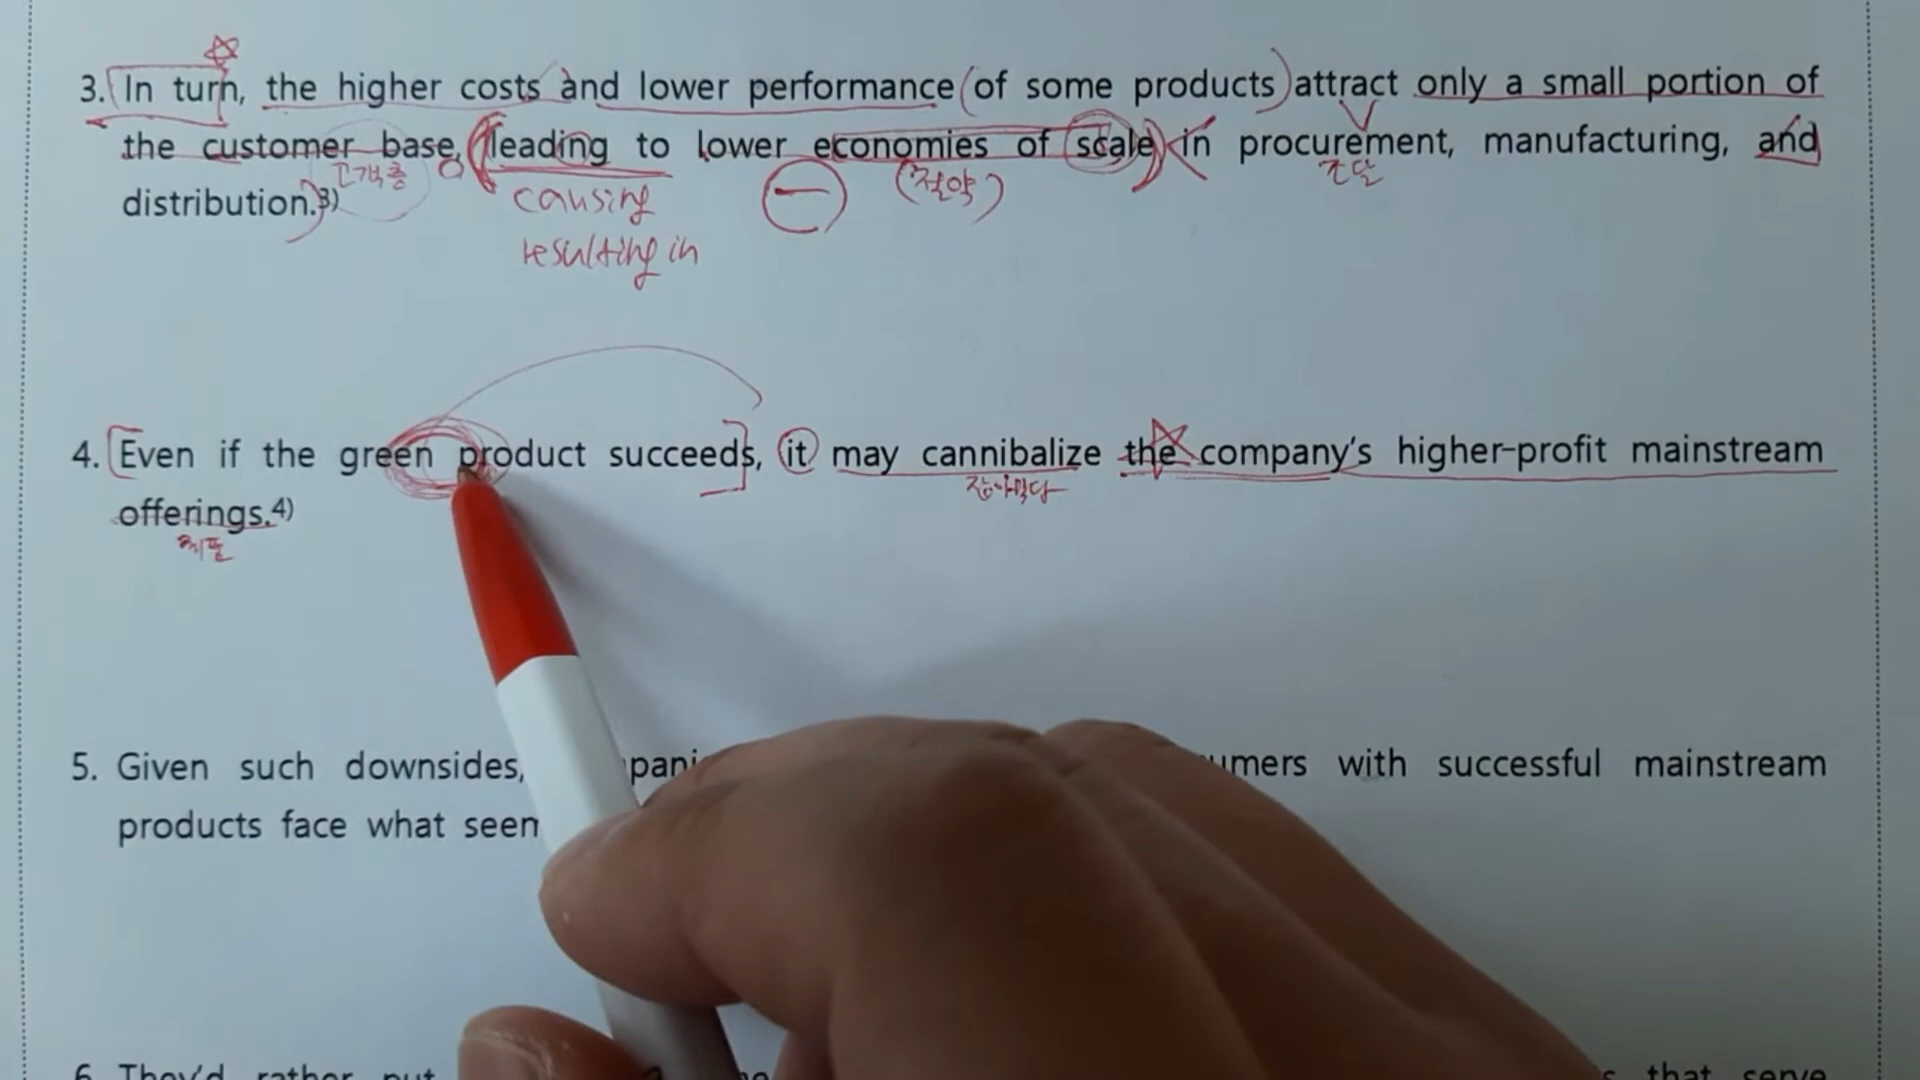 3. In turn, the higher costs and lower performance (of some products) attract only a small portion of
the customer base, (leading to lower economies of scale) in procurement, manufacturing, and
고객층 조달
causing (절약)
distribution.3)
resulting in
4. [Even if the green product succeeds], it may cannibalize the company's higher-profit mainstream
잡아먹다
offerings.4)
제품
5. Given such downsides, with successful mainstream
products face what
6. They'd rather put that serve